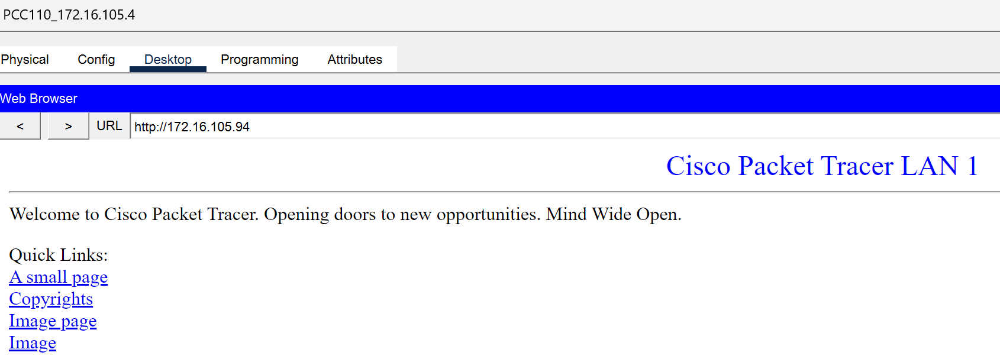 PCC110_172.16.105.4
Physical Config Desktop Programming Attributes
Web Browser
< > URL http://172.16.105.94
Cisco Packet Tracer LAN 1
Welcome to Cisco Packet Tracer. Opening doors to new opportunities. Mind Wide Open.
Quick Links:
A small page
Copyrights
Image page
Image